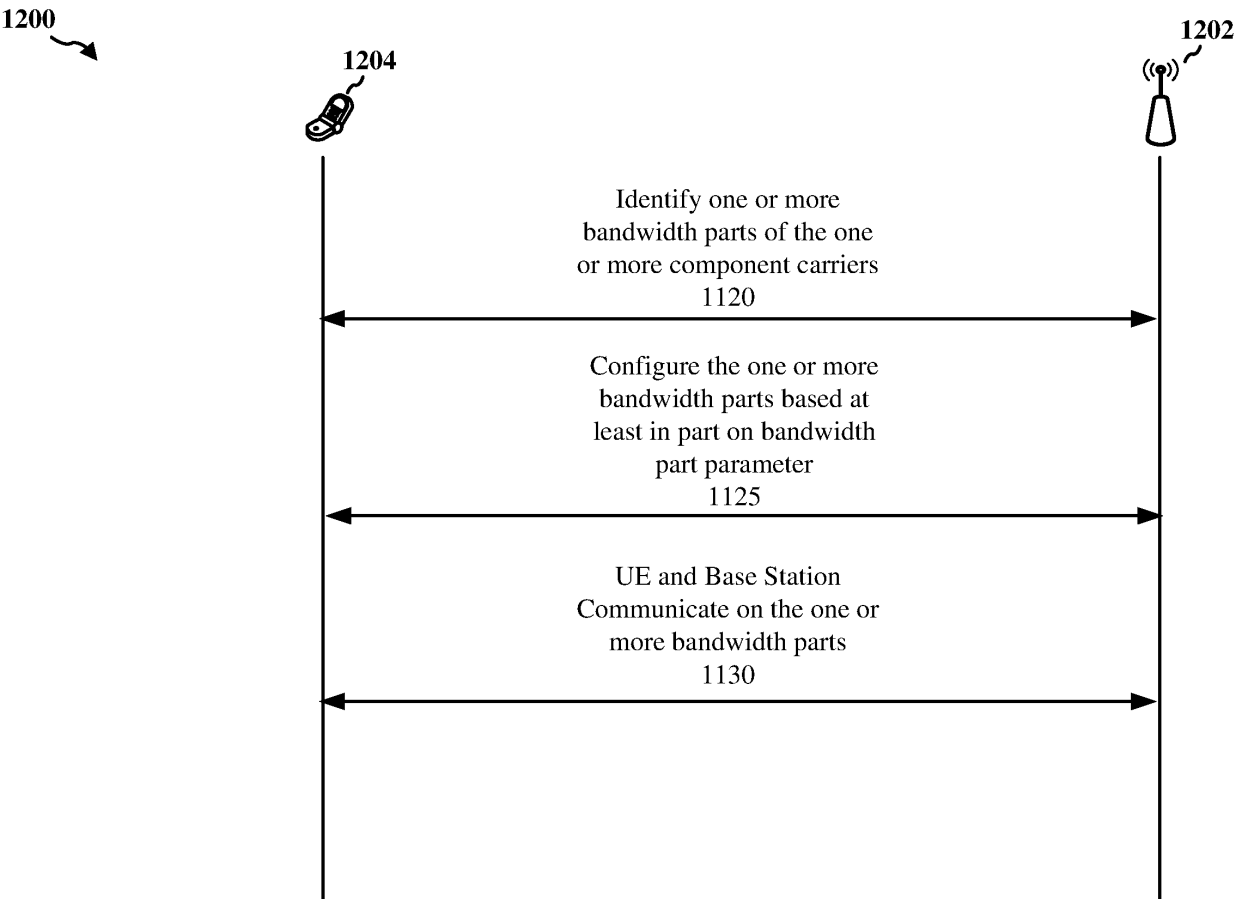 1200
1204
1202
Identify one or more
bandwidth parts of the one
or more component carriers
1120
Configure the one or more
bandwidth parts based at
least in part on bandwidth
part parameter
1125
UE and Base Station
Communicate on the one or
more bandwidth parts
1130